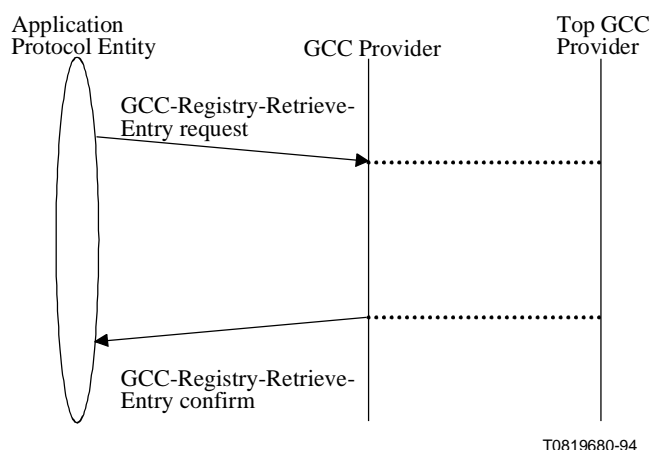 Application
Protocol Entity
GCC Provider
Top GCC
Provider
GCC-Registry-Retrieve-
Entry request
GCC-Registry-Retrieve-
Entry confirm
T0819680-94